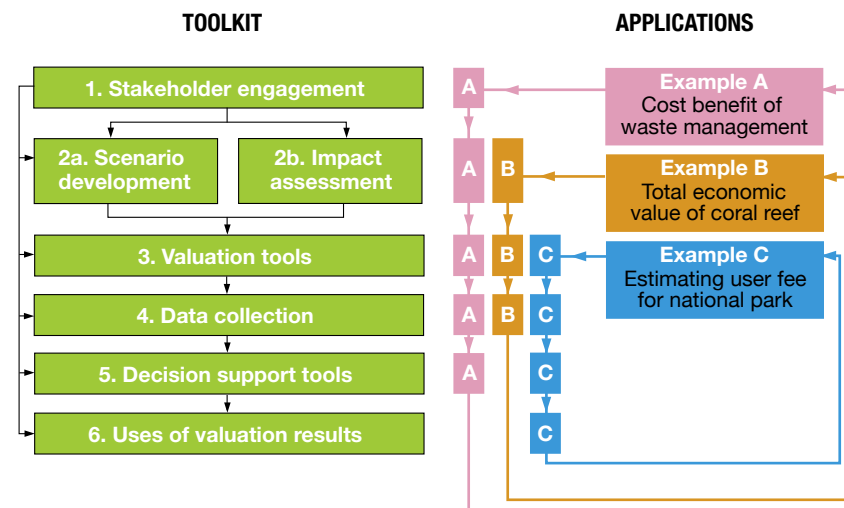 TOOLKIT
1. Stakeholder engagement
2a. Scenario
development
2b. Impact
assessment
3. Valuation tools
4. Data collection
5. Decision support tools
6. Uses of valuation results
APPLICATIONS
A
Example A
Cost benefit of
waste management
A
B
Example B
Total economic
value of coral reef
A
B
C
Example C
Estimating user fee
for national park
A
B
C
A
C
C